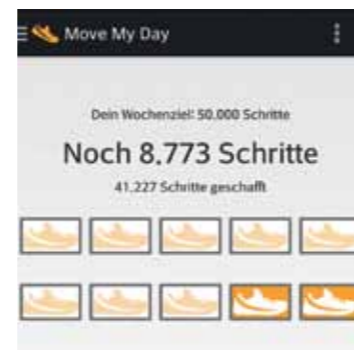 Move My Day
Dein Wochenziel: 50.000 Schritte
Noch 8.773 Schritte
41.227 Schritte geschafft